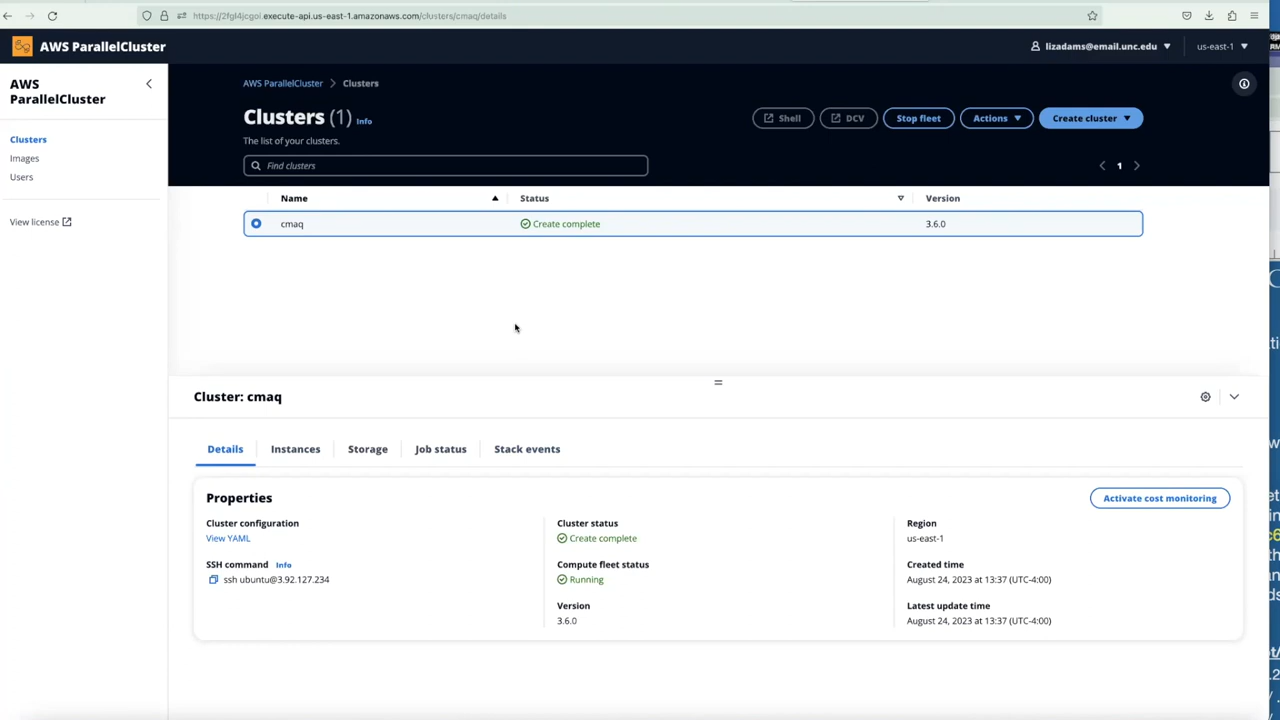 https://2fgl4jcgoi.execute-api.us-east-1.amazonaws.com/clusters/cmaq/details
AWS ParallelCluster
lizadams@email.unc.edu
us-east-1
AWS ParallelCluster
Clusters
Images
Users
View license
AWS ParallelCluster > Clusters
Clusters (1) Info
The list of your clusters.
Shell
DCV
Stop fleet
Actions
Create cluster
Find clusters
1
Name Status Version
cmaq Create complete 3.6.0
Cluster: cmaq
Details Instances Storage Job status Stack events
Properties
Activate cost monitoring
Cluster configuration
View YAML
SSH command Info
ssh ubuntu@3.92.127.234
Cluster status
Create complete
Compute fleet status
Running
Version
3.6.0
Region
us-east-1
Created time
August 24, 2023 at 13:37 (UTC-4:00)
Latest update time
August 24, 2023 at 13:37 (UTC-4:00)